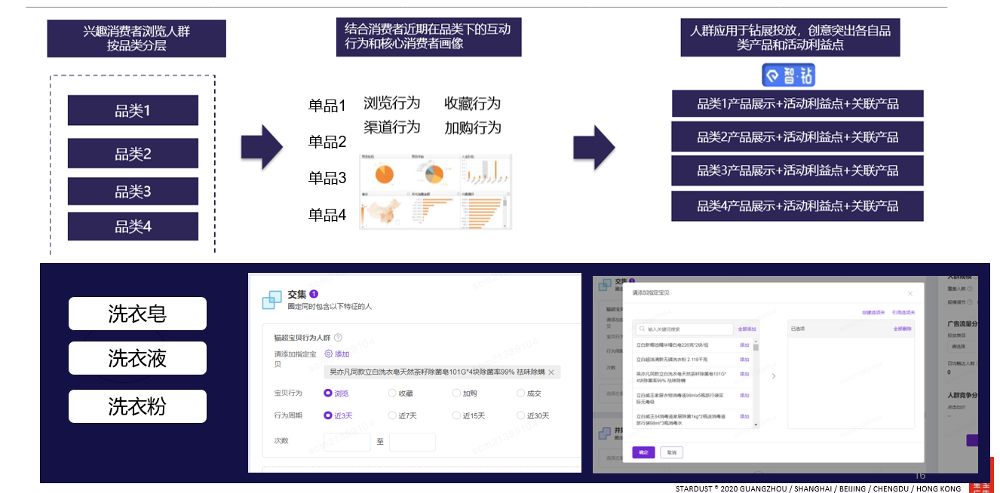 兴趣消费者浏览人群
按品类分层
品类1
品类2
品类3
品类4
结合消费者近期在品类下的互动
行为和核心消费者画像
单品1
浏览行为 收藏行为
渠道行为 加购行为
单品2
单品3
单品4
人群应用于钻展投放，创意突出各自品
类产品和活动利益点
智·钻
品类1产品展示+活动利益点+关联产品
品类2产品展示+活动利益点+关联产品
品类3产品展示+活动利益点+关联产品
品类4产品展示+活动利益点+关联产品
洗衣皂
洗衣液
洗衣粉
交集 1
圈定同时包含以下特征的人
猫超宝贝行为人群
请添加指定宝贝
添加
吴亦凡同款立白洗衣皂天然茶籽除菌皂101G*4块除菌率99% 祛味除螨
宝贝行为 浏览 收藏 加购 成交
行为周期 近3天 近7天 近15天 近30天
次数 至
请添加指定宝贝
创建选项夹 引用选项夹
输入关键词搜索 全部添加
立白新椰油精华增白皂226克*2块/组 添加
立白超洁清新无磷洗衣粉 2.118千克 添加
吴亦凡同款立白洗衣皂天然茶籽除菌皂101G*
4块除菌率99% 祛味除螨
添加
立白威王家居衣物消毒液98mlx5瓶旅行装实
际无毒吸
添加
立白威王84消毒液家居除菌1kg*2瓶送消毒液
旅行装98ml*3瓶消毒水
添加
已选项 全部删除
确定 取消
16
STARDUST ® 2020 GUANGZHOU / SHANGHAI / BEIJING / CHENGDU / HONG KONG